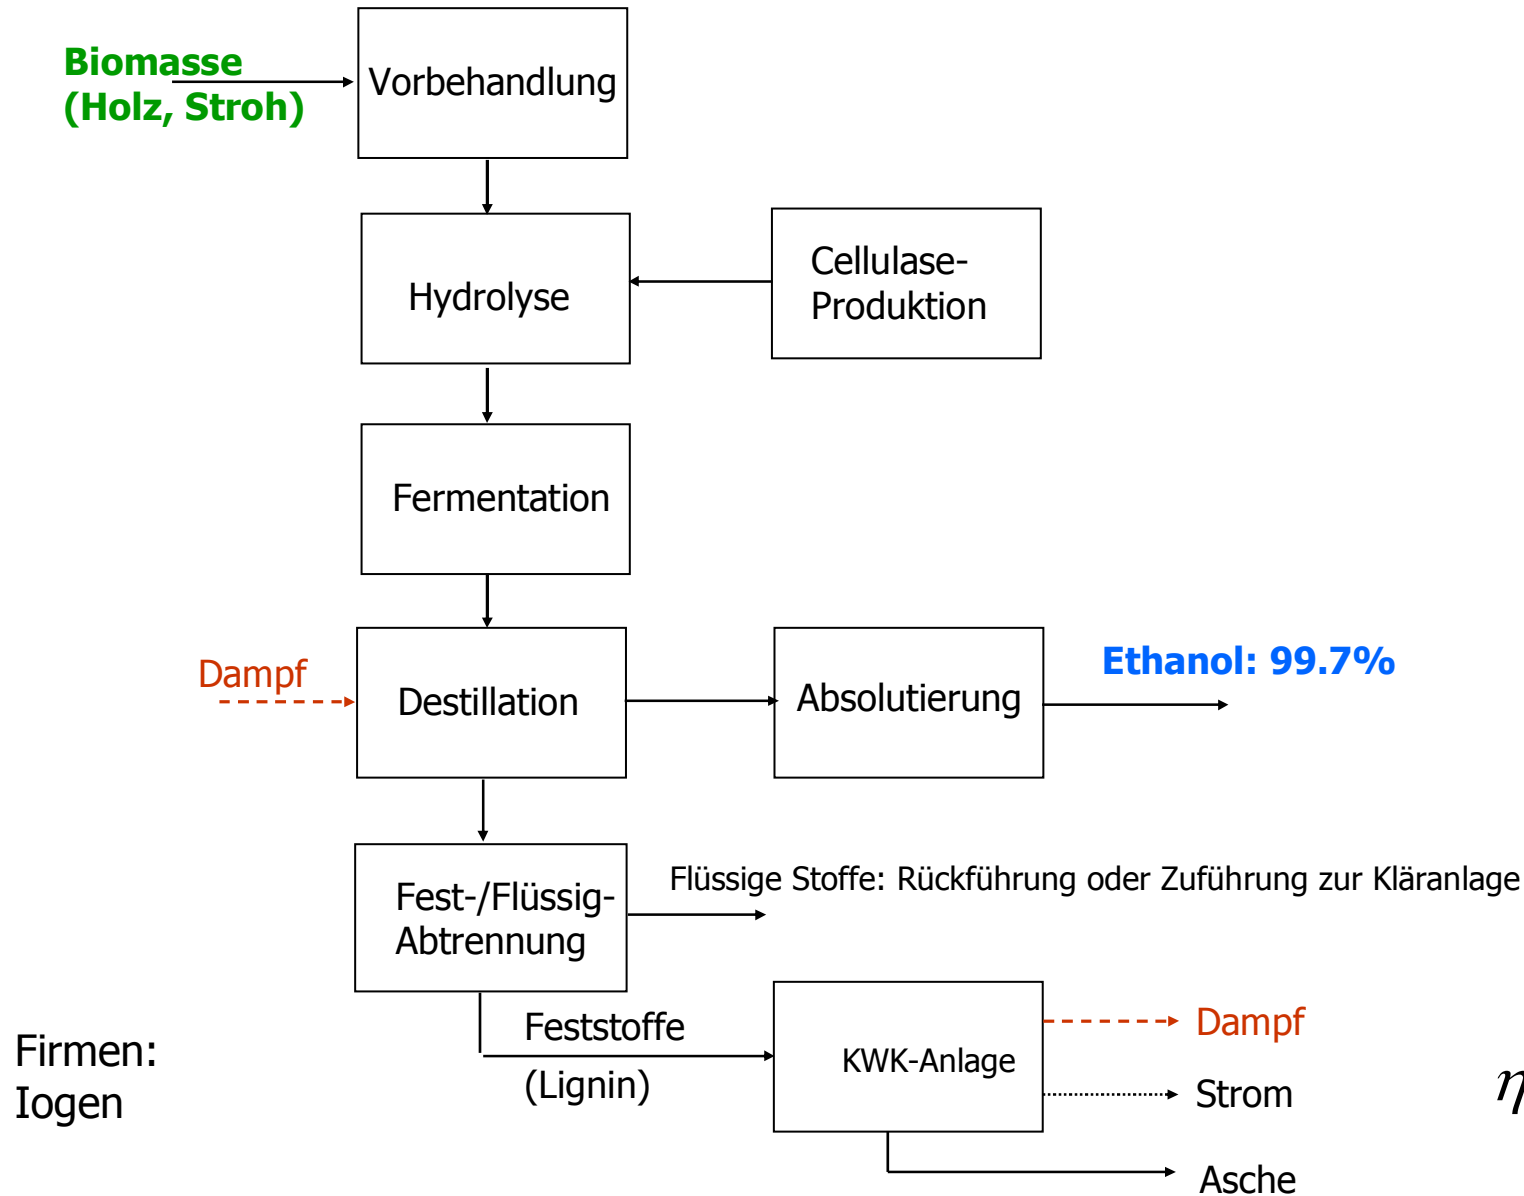 Biomasse
(Holz, Stroh)
Vorbehandlung
Hydrolyse
Cellulase-
Produktion
Fermentation
Dampf
Destillation
Absolutierung
Ethanol: 99.7%
Fest-/Flüssig-
Abtrennung
Flüssige Stoffe: Rückführung oder Zuführung zur Kläranlage
Feststoffe
(Lignin)
KWK-Anlage
Dampf
Strom
Asche
Firmen:
Iogen
η